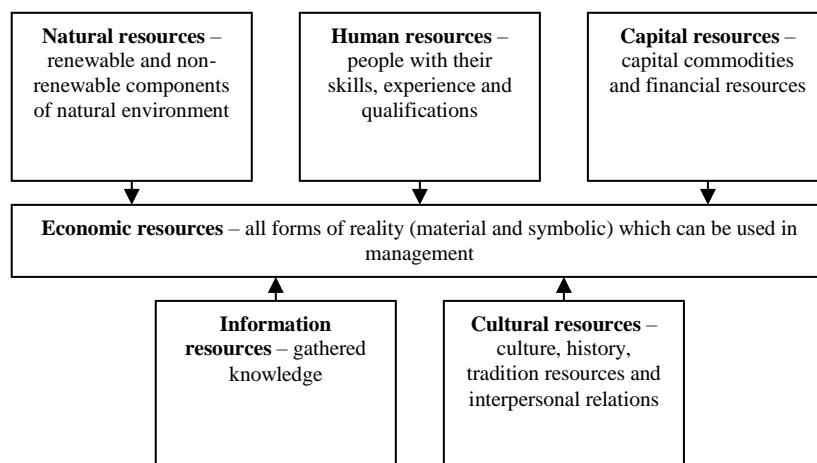 Natural resources –
renewable and non-
renewable components
of natural environment
Human resources –
people with their
skills, experience and
qualifications
Capital resources –
capital commodities
and financial resources
Economic resources – all forms of reality (material and symbolic) which can be used in
management
Information
resources – gathered
knowledge
Cultural resources –
culture, history,
tradition resources and
interpersonal relations